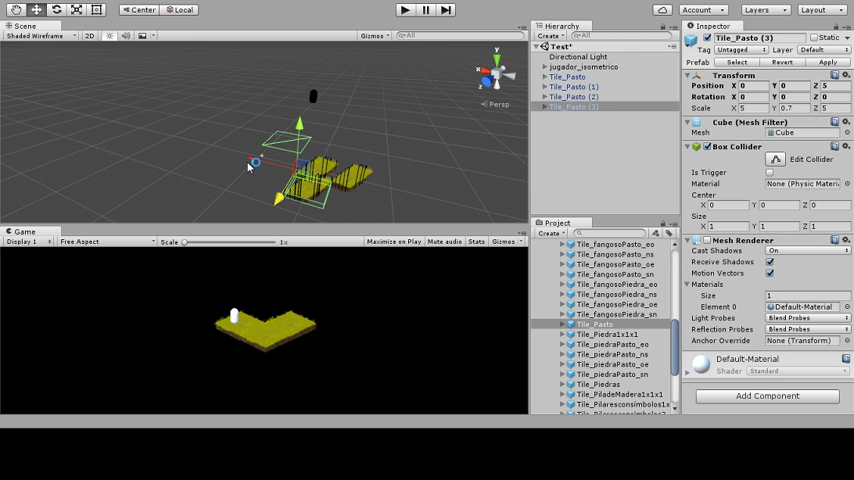 Center Local Account Layers Layout
Scene
Shaded Wireframe 2D Gizmos All
y
x
z
Persp
Game
Display 1 Free Aspect Scale 1x Maximize on Play Mute audio Stats Gizmos
Hierarchy
Create All
Test*
Directional Light
jugador_isometrico
Tile_Pasto
Tile_Pasto (1)
Tile_Pasto (2)
Tile_Pasto (3)
Project
Create
Tile_fangosoPasto_eo
Tile_fangosoPasto_ns
Tile_fangosoPasto_oe
Tile_fangosoPasto_sn
Tile_fangosoPiedra_eo
Tile_fangosoPiedra_ns
Tile_fangosoPiedra_oe
Tile_fangosoPiedra_sn
Tile_Pasto
Tile_Piedra1x1x1
Tile_piedraPasto_eo
Tile_piedraPasto_ns
Tile_piedraPasto_oe
Tile_piedraPasto_sn
Tile_Piedras
Tile_PiladeMadera1x1x1
Tile_Pilaresconsímbolos1x
Inspector
Tile_Pasto (3) Static
Tag Untagged Layer Default
Prefab Select Revert Apply
Transform
Position X 0 Y 0 Z 5
Rotation X 0 Y 0 Z 0
Scale X 5 Y 0.7 Z 5
Cube (Mesh Filter)
Mesh Cube
Box Collider
Edit Collider
Is Trigger
Material None (Physic Materi
Center
X 0 Y 0 Z 0
Size
X 1 Y 1 Z 1
Mesh Renderer
Cast Shadows On
Receive Shadows
Motion Vectors
Materials
Size 1
Element 0 Default-Material
Light Probes Blend Probes
Reflection Probes Blend Probes
Anchor Override None (Transform)
Default-Material
Shader Standard
Add Component